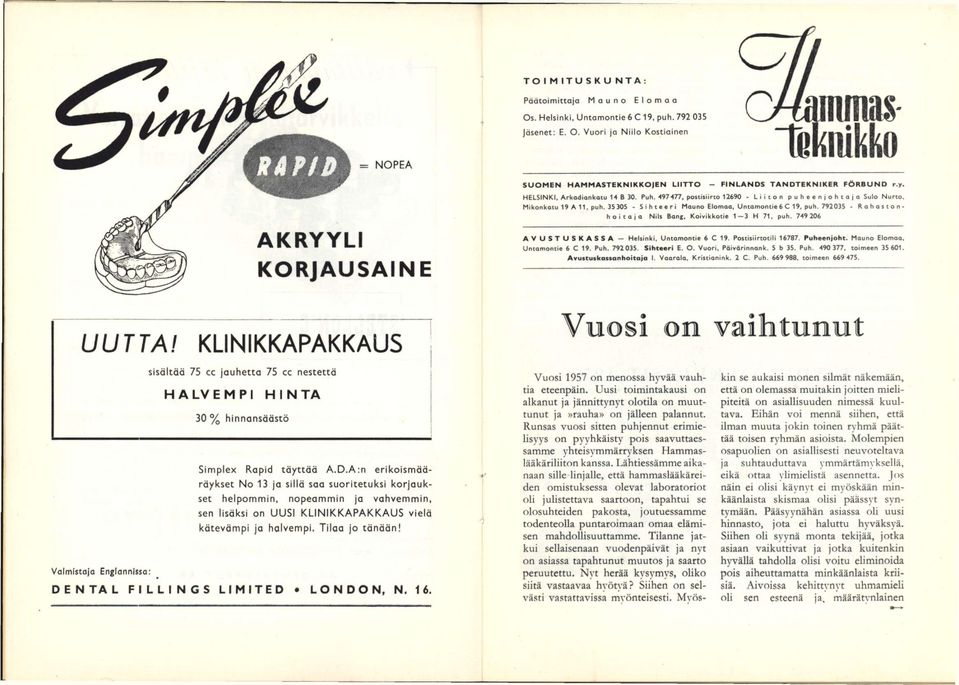 Simplex
RAPID = NOPEA
AKRYYLI
KORJAUSAINE
UUTTA! KLINIKKAPAKKAUS
sisältää 75 cc jauhetta 75 cc nestettä
HALVEMPI HINTA
30 % hinnansäästö
Simplex Rapid täyttää A.D.A:n erikoismää-
räykset No 13 ja sillä saa suoritetuksi korjauk-
set helpommin, nopeammin ja vahvemmin,
sen lisäksi on UUSI KLINIKKAPAKKAUS vielä
kätevämpi ja halvempi. Tilaa jo tänään!
Valmistaja Englannissa:
DENTAL FILLINGS LIMITED • LONDON, N. 16.
TOIMITUSKUNTA:
Päätoimittaja Mauno Elomaa
Os. Helsinki, Untamontie 6 C 19, puh. 792 035
Jäsenet: E. O. Vuori ja Niilo Kostiainen
Hammas-
teknikko
SUOMEN HAMMASTEKNIKKOJEN LIITTO — FINLANDS TANDTEKNIKER FÖRBUND r.y.
HELSINKI, Arkadiankatu 14 B 30. Puh. 497 477, postisiirto 12690 - Liiton puheenjohtaja Sulo Nurto,
Mikonkatu 19 A 11, puh. 35 305 - Sihteeri Mauno Elomaa, Untamontie 6 C 19, puh. 792 035 - Rahaston-
hoitaja Nils Bang, Koivikkotie 1—3 H 71, puh. 749 206
AVUSTUSKASSA — Helsinki, Untamontie 6 C 19. Postisiirtotili 16787. Puheenjoht. Mauno Elomaa,
Untamontie 6 C 19. Puh. 792 035. Sihteeri E. O. Vuori, Päivärinnank. 5 b 35. Puh. 490 377, toimeen 35 601.
Avustuskassanhoitaja I. Vaarala, Kristianink. 2 C. Puh. 669 988, toimeen 669 475.
Vuosi on vaihtunut
Vuosi 1957 on menossa hyvää vauh-
tia eteenpäin. Uusi toimintakausi on
alkanut ja jännittynyt olotila on muut-
tunut ja »rauha» on jälleen palannut.
Runsas vuosi sitten puhjennut erimie-
lisyys on pyyhkäisty pois saavuttaes-
samme yhteisymmärryksen Hammas-
lääkäriliiton kanssa. Lähtiessämme aika-
naan sille linjalle, että hammaslääkärei-
den omistuksessa olevat laboratoriot
oli julistettava saartoon, tapahtui se
olosuhteiden pakosta, joutuessamme
todenteolla puntaroimaan omaa elämi-
sen mahdollisuuttamme. Tilanne jat-
kui sellaisenaan vuodenpäivät ja nyt
on asiassa tapahtunut muutos ja saarto
peruutettu. Nyt herää kysymys, oliko
siitä vastaavaa hyötyä? Siihen on sel-
västi vastattavissa myönteisesti. Myös-
kin se aukaisi monen silmät näkemään,
että on olemassa muitakin joitten mieli-
piteitä on asiallisuuden nimessä kuul-
tava. Eihän voi mennä siihen, että
ilman muuta jokin toinen ryhmä päät-
tää toisen ryhmän asioista. Molempien
osapuolien on asiallisesti neuvoteltava
ja suhtauduttava ymmärtämyksellä,
eikä ottaa ylimielistä asennetta. Jos
näin ei olisi käynyt ei myöskään min-
käänlaista skismaa olisi päässyt syn-
tymään. Pääsyynähän asiassa oli uusi
hinnasto, jota ei haluttu hyväksyä.
Siihen oli syynä monta tekijää, jotka
asiaan vaikuttivat ja jotka kuitenkin
hyvällä tahdolla olisi voitu eliminoida
pois aiheuttamatta minkäänlaista krii-
siä. Aivoissa kehittynyt uhmamieli
oli sen esteenä ja määrätynlainen